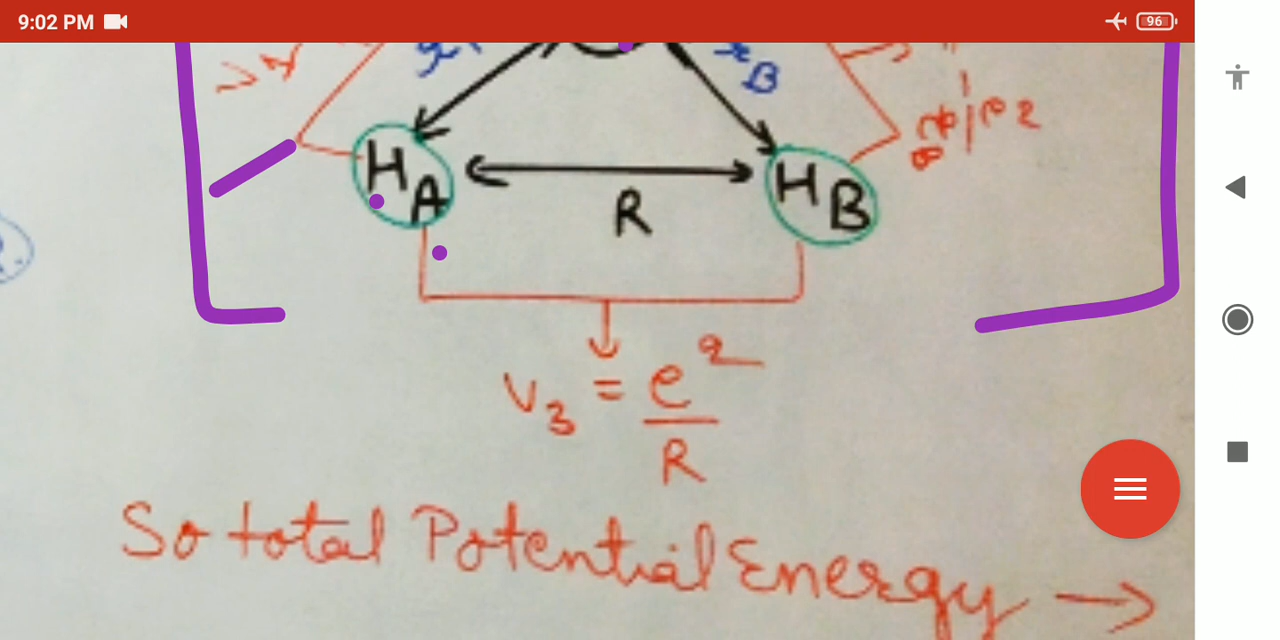 9:02 PM
96
B
H A
H B
R
V3 = e2
R
So total Potential Energy →